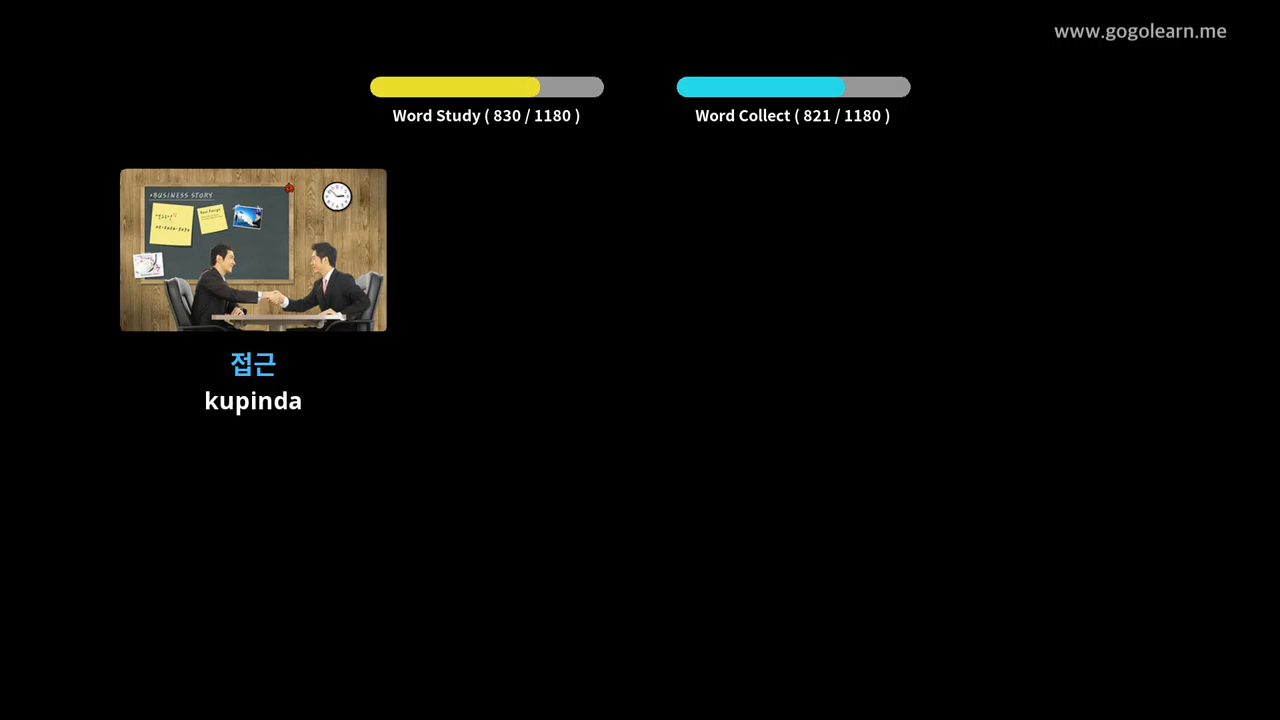 www.gogolearn.me
Word Study ( 830 / 1180 )
Word Collect ( 821 / 1180 )
•BUSINESS STORY
접근
kupinda